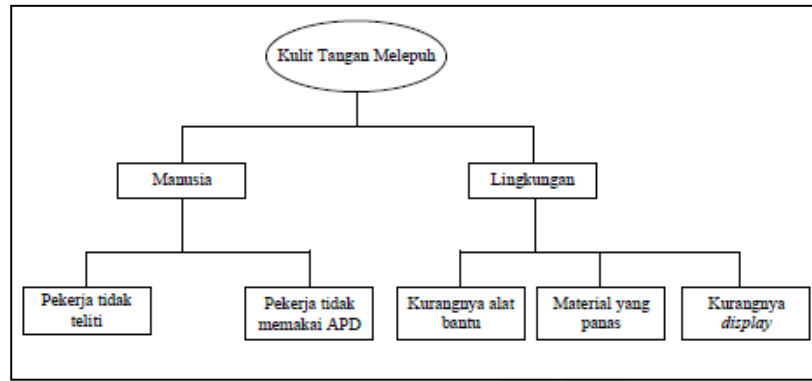 Kulit Tangan Melepuh
Manusia
Lingkungan
Pekerja tidak
teliti
Pekerja tidak
memakai APD
Kurangnya alat
bantu
Material yang
panas
Kurangnya
display